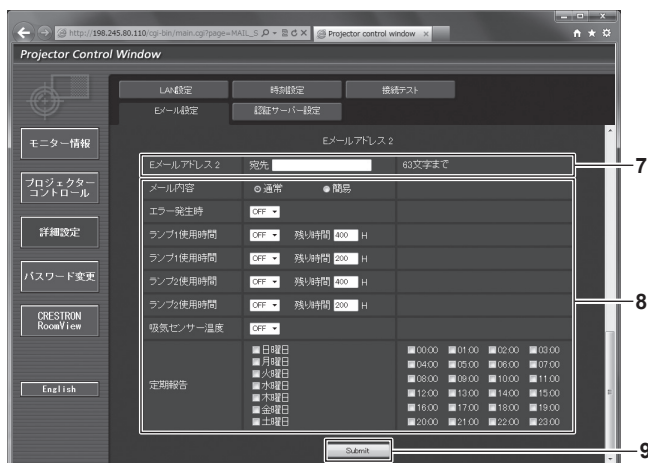 http://198.245.80.110/cgi-bin/main.cgi?page=MAIL_S
Projector control window
Projector Control Window
LAN設定 時刻設定 接続テスト
Eメール設定 認証サーバー設定
モニター情報
プロジェクター
コントロール
詳細設定
パスワード変更
CRESTRON
RoomView
English
Eメールアドレス 2
Eメールアドレス 2 宛先 63文字まで
7
メール内容 通常 簡易
エラー発生時 OFF
ランプ1使用時間 OFF 残り時間 400 H
ランプ1使用時間 OFF 残り時間 200 H
ランプ2使用時間 OFF 残り時間 400 H
ランプ2使用時間 OFF 残り時間 200 H
吸気センサー温度 OFF
8
定期報告
日曜日
月曜日
火曜日
水曜日
木曜日
金曜日
土曜日
00:00 01:00 02:00 03:00
04:00 05:00 06:00 07:00
08:00 09:00 10:00 11:00
12:00 13:00 14:00 15:00
16:00 17:00 18:00 19:00
20:00 21:00 22:00 23:00
Submit
9